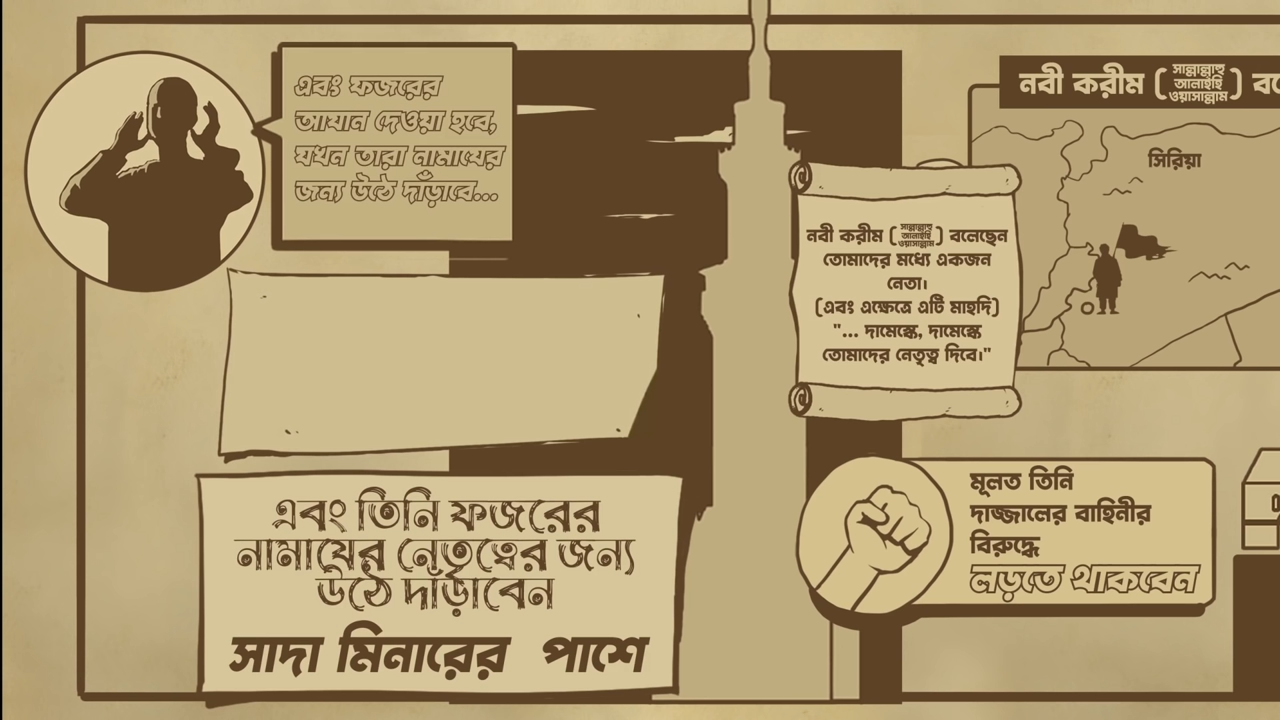 এবং ফজরের
আযান দেওয়া হবে,
যখন তারা নামাযের
জন্য উঠে দাঁড়াবে...
এবং তিনি ফজরের
নামাযের নেতৃত্বের জন্য
উঠে দাঁড়াবেন
সাদা মিনারের পাশে
নবী করীম (সাল্লাল্লাহু আলাইহি ওয়াসাল্লাম) বলেছেন
তোমাদের মধ্যে একজন
নেতা।
(এবং এক্ষেত্রে এটি মাহদি)
"... দামেস্কে, দামেস্কে
তোমাদের নেতৃত্ব দিবে।"
নবী করীম (সাল্লাল্লাহু আলাইহি ওয়াসাল্লাম)
সিরিয়া
মূলত তিনি
দাজ্জালের বাহিনীর
বিরুদ্ধে
লড়তে থাকবেন